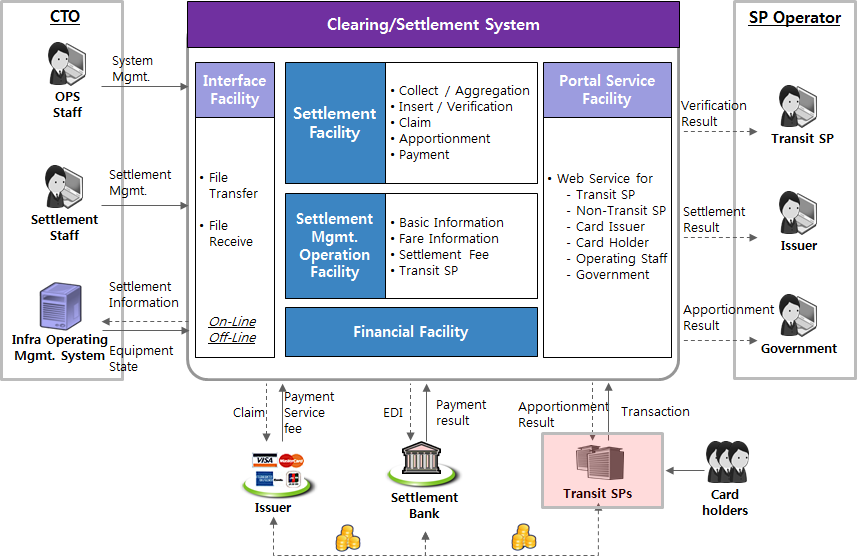 CTO
Clearing/Settlement System
SP Operator
OPS
Staff
System
Mgmt.
Settlement
Staff
Settlement
Mgmt.
Infra Operating
Mgmt. System
Settlement
Information
Equipment
State
Interface
Facility
• File
Transfer
• File
Receive
On-Line
Off-Line
Settlement
Facility
• Collect / Aggregation
• Insert / Verification
• Claim
• Apportionment
• Payment
Settlement
Mgmt.
Operation
Facility
• Basic Information
• Fare Information
• Settlement Fee
• Transit SP
Financial Facility
Portal Service
Facility
• Web Service for
- Transit SP
- Non-Transit SP
- Card Issuer
- Card Holder
- Operating Staff
- Government
Verification
Result
Transit SP
Settlement
Result
Issuer
Apportionment
Result
Government
Claim
Payment
Service
fee
EDI
Payment
result
Apportionment
Result
Transaction
VISA
MasterCard
Issuer
Settlement
Bank
Transit SPs
Card
holders